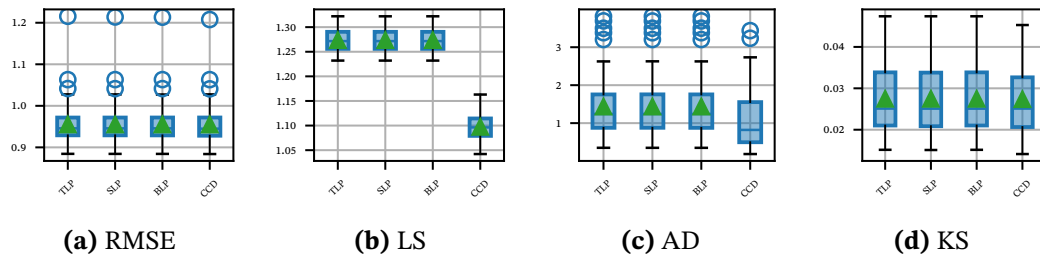 1.2
1.1
1.0
0.9
TLP
SLP
BLP
CCD
(a) RMSE
1.30
1.25
1.20
1.15
1.10
1.05
TLP
SLP
BLP
CCD
(b) LS
3
2
1
TLP
SLP
BLP
CCD
(c) AD
0.04
0.03
0.02
TLP
SLP
BLP
CCD
(d) KS